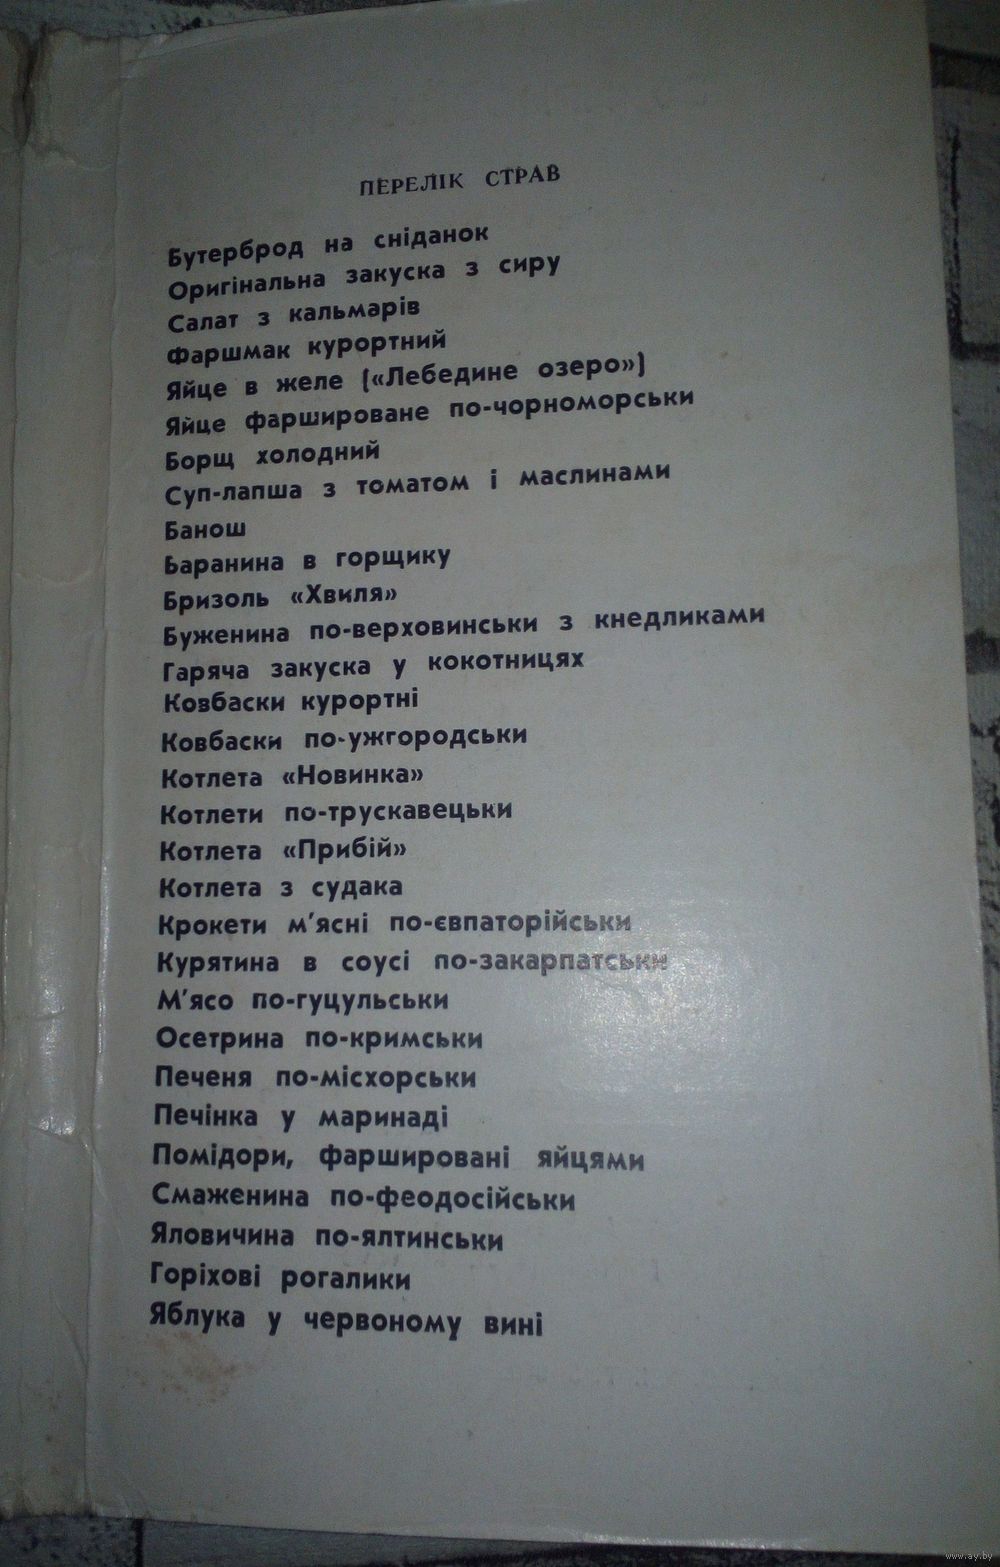 ПЕРЕЛІК СТРАВ
Бутерброд на сніданок
Оригінальна закуска з сиру
Салат з кальмарів
Фаршмак курортний
Яйце в желе («Лебедине озеро»)
Яйце фаршироване по-чорноморськи
Борщ холодний
Суп-лапша з томатом і маслинами
Банош
Баранина в горщику
Бризоль «Хвиля»
Буженина по-верховинськи з кнедликами
Гаряча закуска у кокотницях
Ковбаски курортні
Ковбаски по-ужгородськи
Котлета «Новинка»
Котлети по-трускавецьки
Котлета «Прибій»
Котлета з судака
Крокети м'ясні по-євпаторійськи
Курятина в соусі по-закарпатськи
М'ясо по-гуцульськи
Осетрина по-кримськи
Печеня по-місхорськи
Печінка у маринаді
Помідори, фаршировані яйцями
Смаженина по-феодосійськи
Яловичина по-ялтинськи
Горіхові рогалики
Яблука у червоному вині
www.ay.by